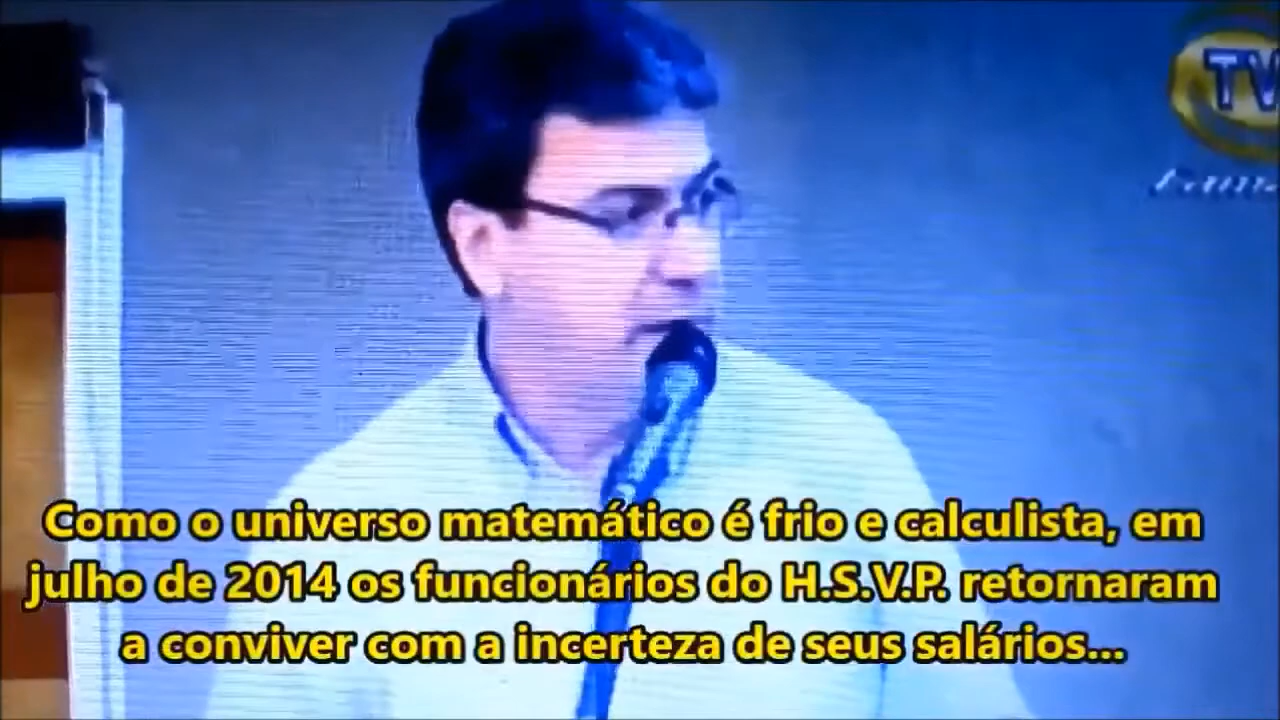 TV
Como o universo matemático é frio e calculista, em
julho de 2014 os funcionários do H.S.V.P. retornaram
a conviver com a incerteza de seus salários...